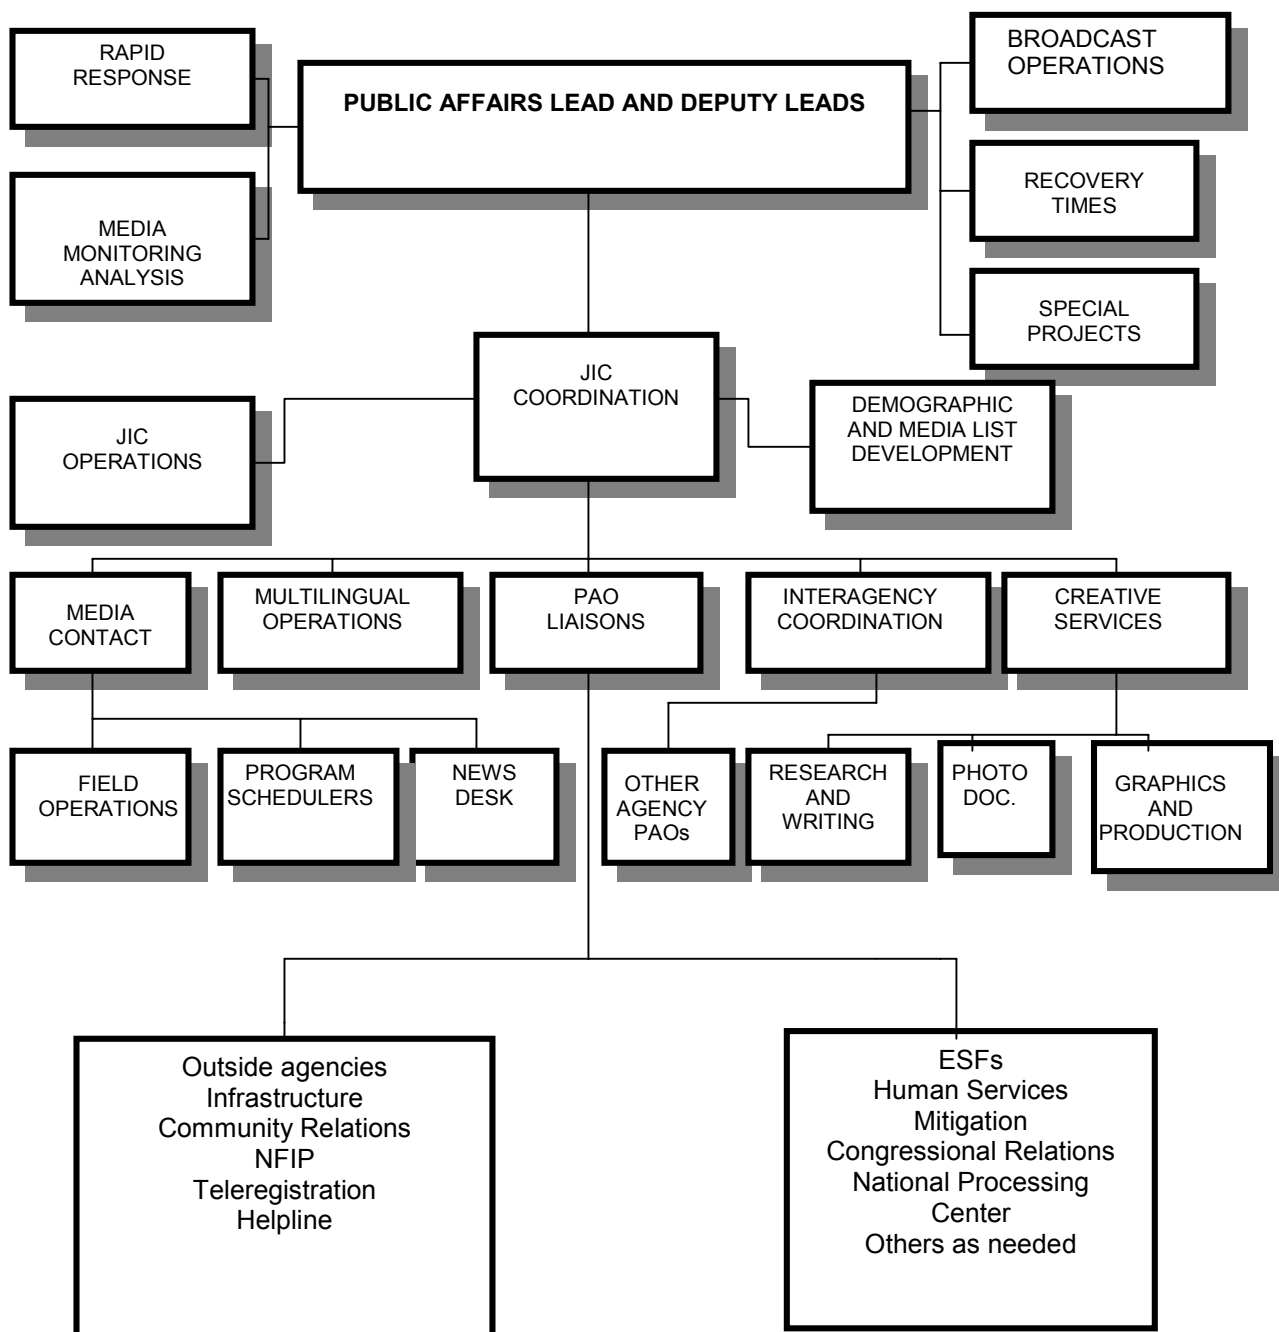 RAPID
RESPONSE
PUBLIC AFFAIRS LEAD AND DEPUTY LEADS
BROADCAST
OPERATIONS
MEDIA
MONITORING
ANALYSIS
RECOVERY
TIMES
SPECIAL
PROJECTS
JIC
COORDINATION
JIC
OPERATIONS
DEMOGRAPHIC
AND MEDIA LIST
DEVELOPMENT
MEDIA
CONTACT
MULTILINGUAL
OPERATIONS
PAO
LIAISONS
INTERAGENCY
COORDINATION
CREATIVE
SERVICES
FIELD
OPERATIONS
PROGRAM
SCHEDULERS
NEWS
DESK
OTHER
AGENCY
PAOs
RESEARCH
AND
WRITING
PHOTO
DOC.
GRAPHICS
AND
PRODUCTION
Outside agencies
Infrastructure
Community Relations
NFIP
Teleregistration
Helpline
ESFs
Human Services
Mitigation
Congressional Relations
National Processing
Center
Others as needed